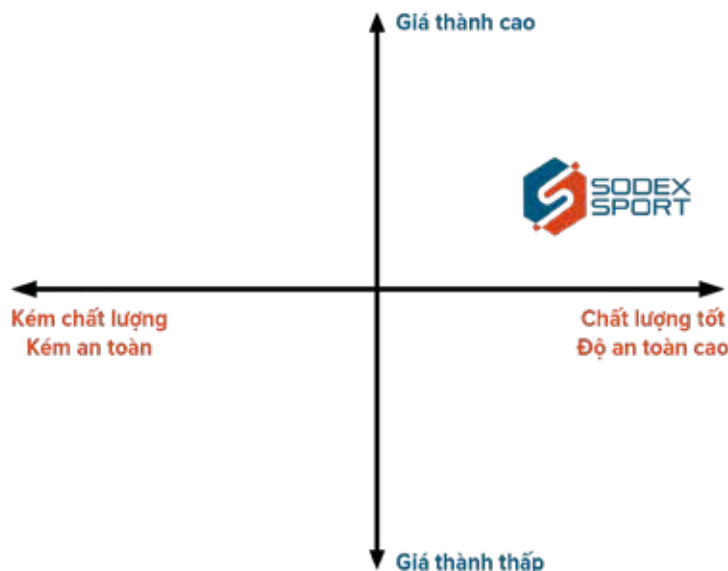 Giá thành cao
SODEX
SPORT
Kém chất lượng
Kém an toàn
Chất lượng tốt
Độ an toàn cao
Giá thành thấp